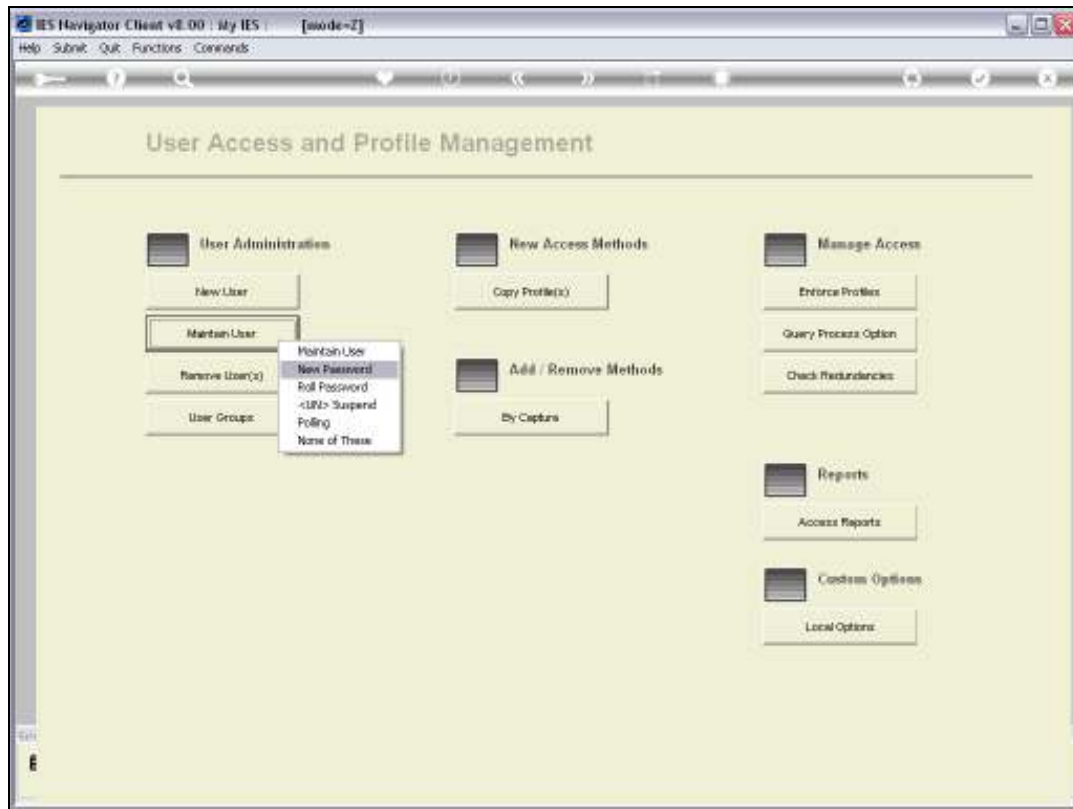 IES Navigator Client v8.00 : My IES : [mode=Z]
Help Submit Quit Functions Commands
User Access and Profile Management
User Administration
New User
Maintain User
Remove User(s)
User Groups
Maintain User
New Password
Roll Password
<UN> Suspend
Polling
None of These
New Access Methods
Copy Profile(s)
Add / Remove Methods
By Capture
Manage Access
Enforce Profiles
Query Process Option
Check Redundancies
Reports
Access Reports
Custom Options
Local Options